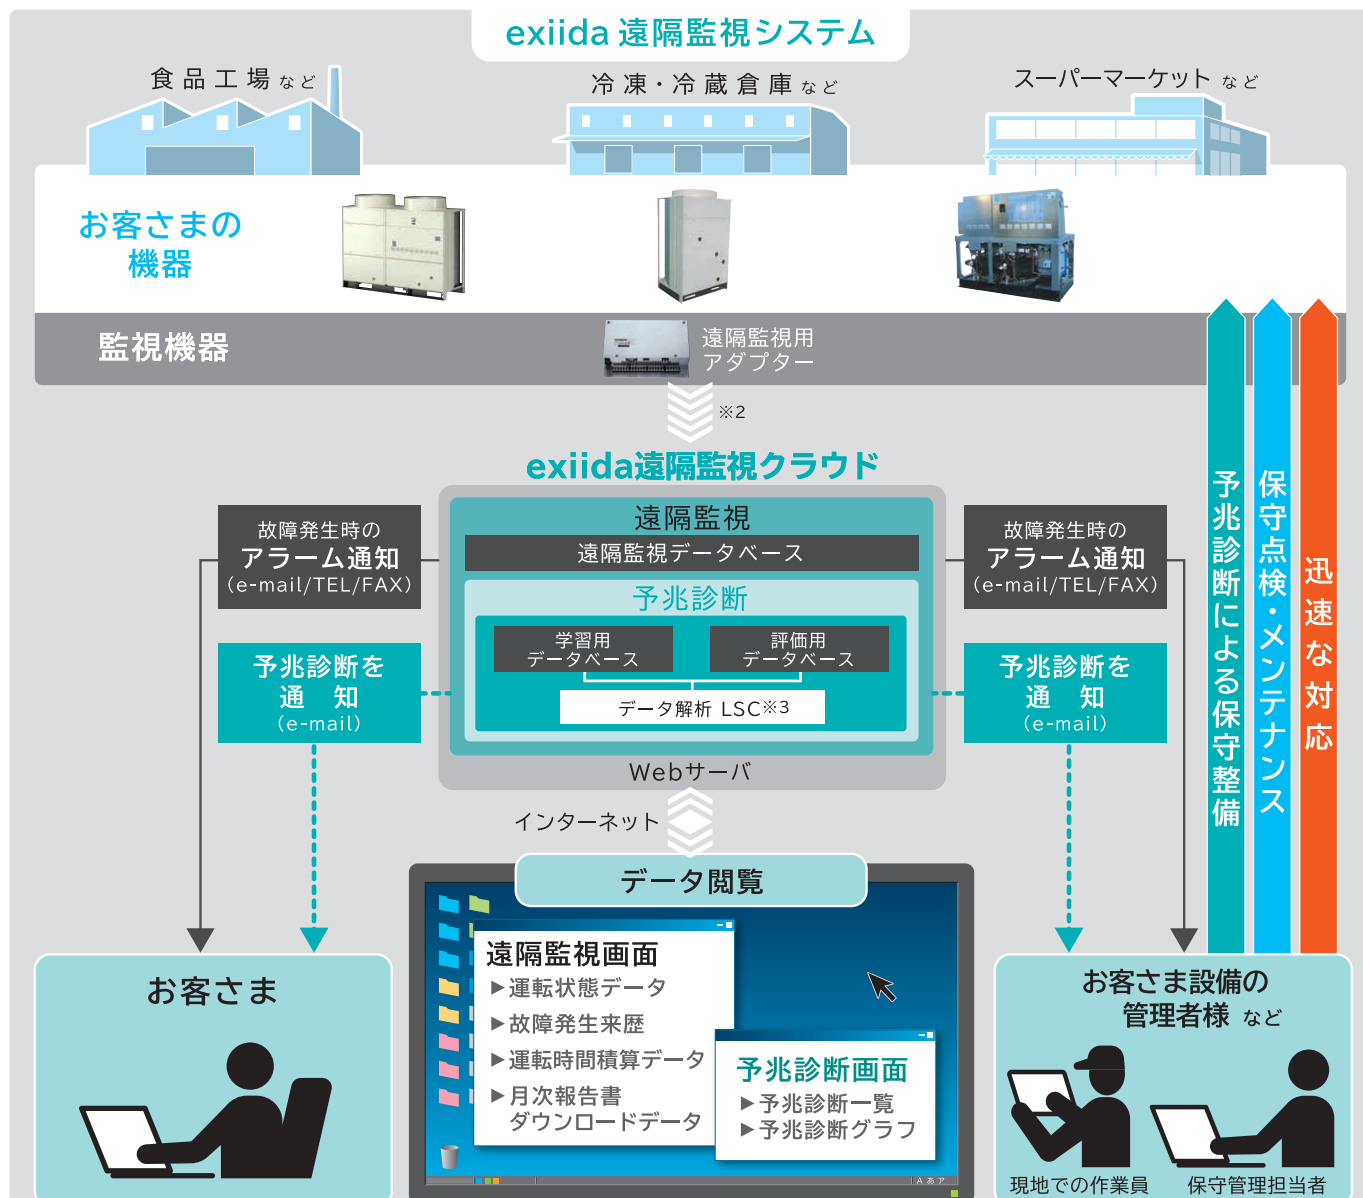 exiida 遠隔監視システム
食品工場 など
冷凍・冷蔵倉庫 など
スーパーマーケット など
お客さまの
機器
監視機器
遠隔監視用
アダプター
※2
exiida遠隔監視クラウド
遠隔監視
遠隔監視データベース
予兆診断
学習用
データベース
評価用
データベース
データ解析 LSC※3
Webサーバ
故障発生時の
アラーム通知
(e-mail/TEL/FAX)
予兆診断を
通 知
(e-mail)
故障発生時の
アラーム通知
(e-mail/TEL/FAX)
予兆診断を
通 知
(e-mail)
予兆診断による保守整備
保守点検・メンテナンス
迅速な対応
インターネット
データ閲覧
遠隔監視画面
▶運転状態データ
▶故障発生来歴
▶運転時間積算データ
▶月次報告書
ダウンロードデータ
予兆診断画面
▶予兆診断一覧
▶予兆診断グラフ
A あ ア
お客さま
お客さま設備の
管理者様 など
現地での作業員
保守管理担当者